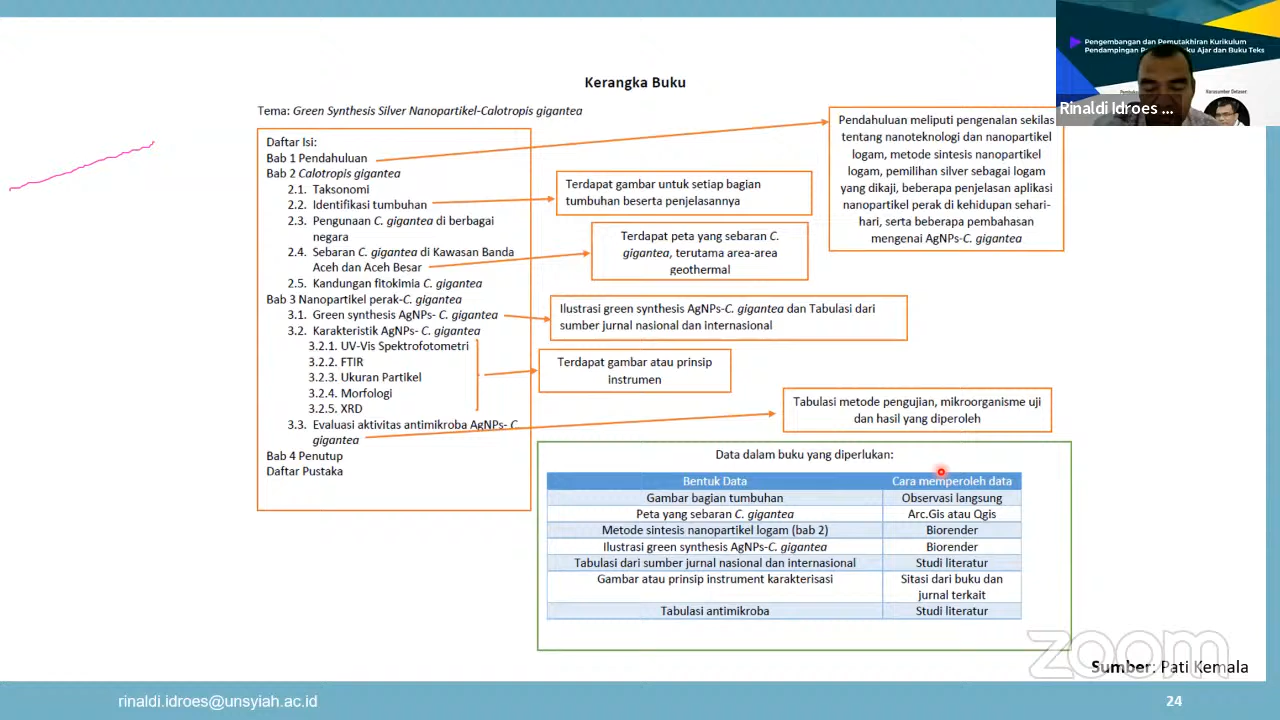 Pengembangan dan Pemutakhiran Kurikulum
Rinaldi Idroes ...
Kerangka Buku
Tema: Green Synthesis Silver Nanopartikel-Calotropis gigantea
Daftar Isi:
Bab 1 Pendahuluan
Bab 2 Calotropis gigantea
2.1. Taksonomi
2.2. Identifikasi tumbuhan
2.3. Pengunaan C. gigantea di berbagai
negara
2.4. Sebaran C. gigantea di Kawasan Banda
Aceh dan Aceh Besar
2.5. Kandungan fitokimia C. gigantea
Bab 3 Nanopartikel perak-C. gigantea
3.1. Green synthesis AgNPs- C. gigantea
3.2. Karakteristik AgNPs- C. gigantea
3.2.1. UV-Vis Spektrofotometri
3.2.2. FTIR
3.2.3. Ukuran Partikel
3.2.4. Morfologi
3.2.5. XRD
3.3. Evaluasi aktivitas antimikroba AgNPs- C.
gigantea
Bab 4 Penutup
Daftar Pustaka
Pendahuluan meliputi pengenalan sekilas
tentang nanoteknologi dan nanopartikel
logam, metode sintesis nanopartikel
logam, pemilihan silver sebagai logam
yang dikaji, beberapa penjelasan aplikasi
nanopartikel perak di kehidupan sehari-
hari, serta beberapa pembahasan
mengenai AgNPs-C. gigantea
Terdapat gambar untuk setiap bagian
tumbuhan beserta penjelasannya
Terdapat peta yang sebaran C.
gigantea, terutama area-area
geothermal
Ilustrasi green synthesis AgNPs-C. gigantea dan Tabulasi dari
sumber jurnal nasional dan internasional
Terdapat gambar atau prinsip
instrumen
Tabulasi metode pengujian, mikroorganisme uji
dan hasil yang diperoleh
Data dalam buku yang diperlukan:
Bentuk Data Cara memperoleh data
Gambar bagian tumbuhan Observasi langsung
Peta yang sebaran C. gigantea Arc.Gis atau Qgis
Metode sintesis nanopartikel logam (bab 2) Biorender
Ilustrasi green synthesis AgNPs-C. gigantea Biorender
Tabulasi dari sumber jurnal nasional dan internasional Studi literatur
Gambar atau prinsip instrument karakterisasi Sitasi dari buku dan
jurnal terkait
Tabulasi antimikroba Studi literatur
zoom
Sumber: Pati Kemala
rinaldi.idroes@unsyiah.ac.id 24